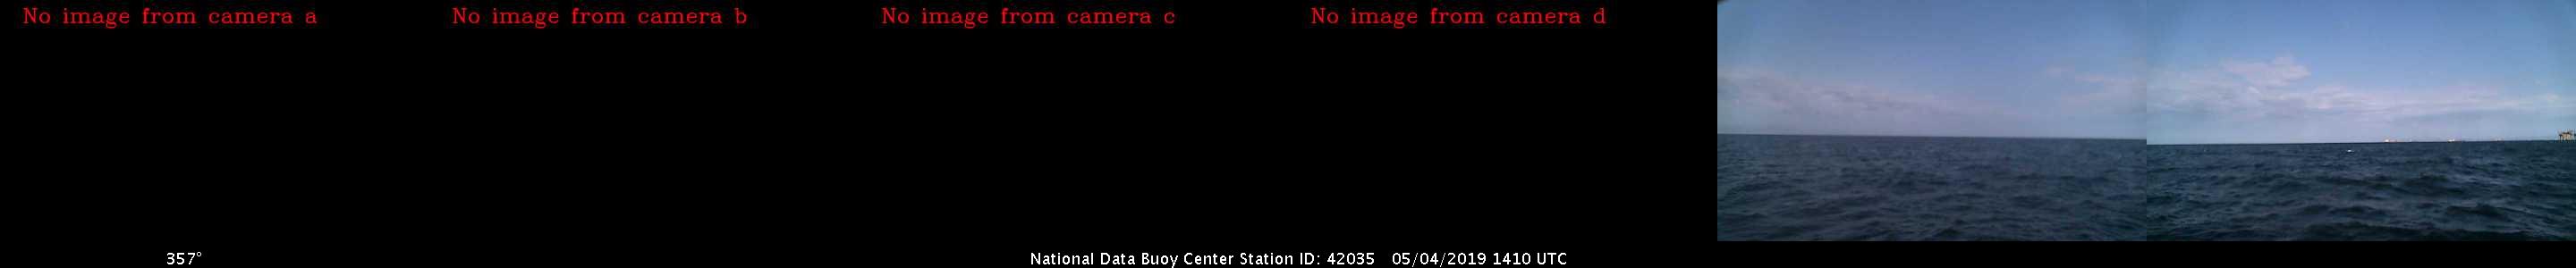 No image from camera a
No image from camera b
No image from camera c
No image from camera d
357°
National Data Buoy Center Station ID: 42035 05/04/2019 1410 UTC